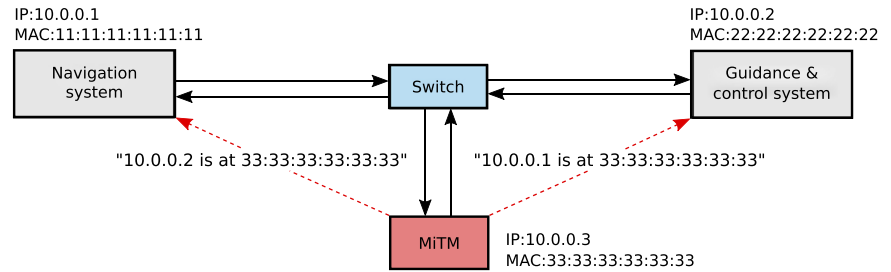 IP:10.0.0.1
MAC:11:11:11:11:11:11
IP:10.0.0.2
MAC:22:22:22:22:22:22
Navigation
system
Switch
Guidance &
control system
"10.0.0.2 is at 33:33:33:33:33:33"
"10.0.0.1 is at 33:33:33:33:33:33"
MiTM
IP:10.0.0.3
MAC:33:33:33:33:33:33